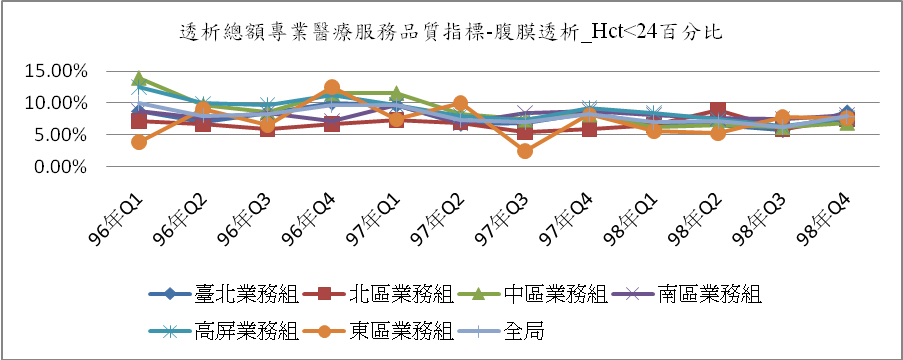 透析總額專業醫療服務品質指標-腹膜透析_Hct<24百分比
15.00%
10.00%
5.00%
0.00%
96年Q1
96年Q2
96年Q3
96年Q4
97年Q1
97年Q2
97年Q3
97年Q4
98年Q1
98年Q2
98年Q3
98年Q4
臺北業務組 北區業務組 中區業務組 南區業務組
高屏業務組 東區業務組 全局